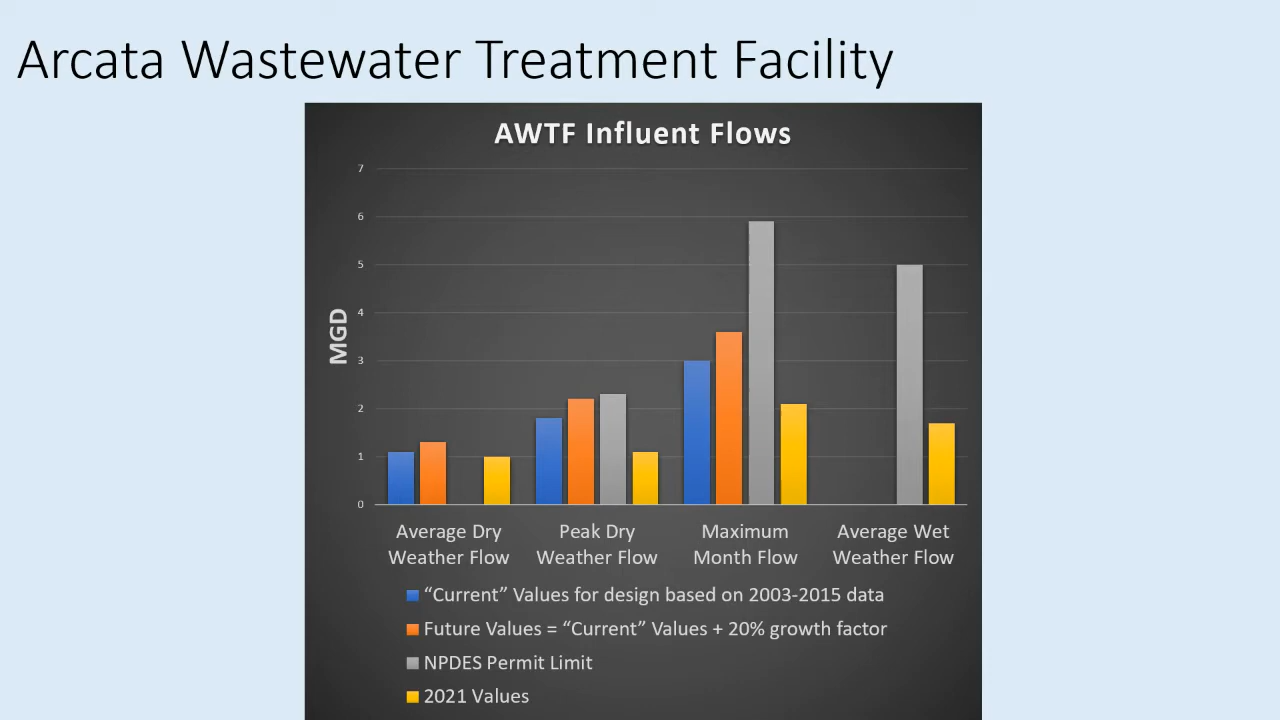 Arcata Wastewater Treatment Facility
AWTF Influent Flows
7
6
5
4
3
2
1
0
MGD
Average Dry
Weather Flow
Peak Dry
Weather Flow
Maximum
Month Flow
Average Wet
Weather Flow
“Current” Values for design based on 2003-2015 data
Future Values = “Current” Values + 20% growth factor
NPDES Permit Limit
2021 Values